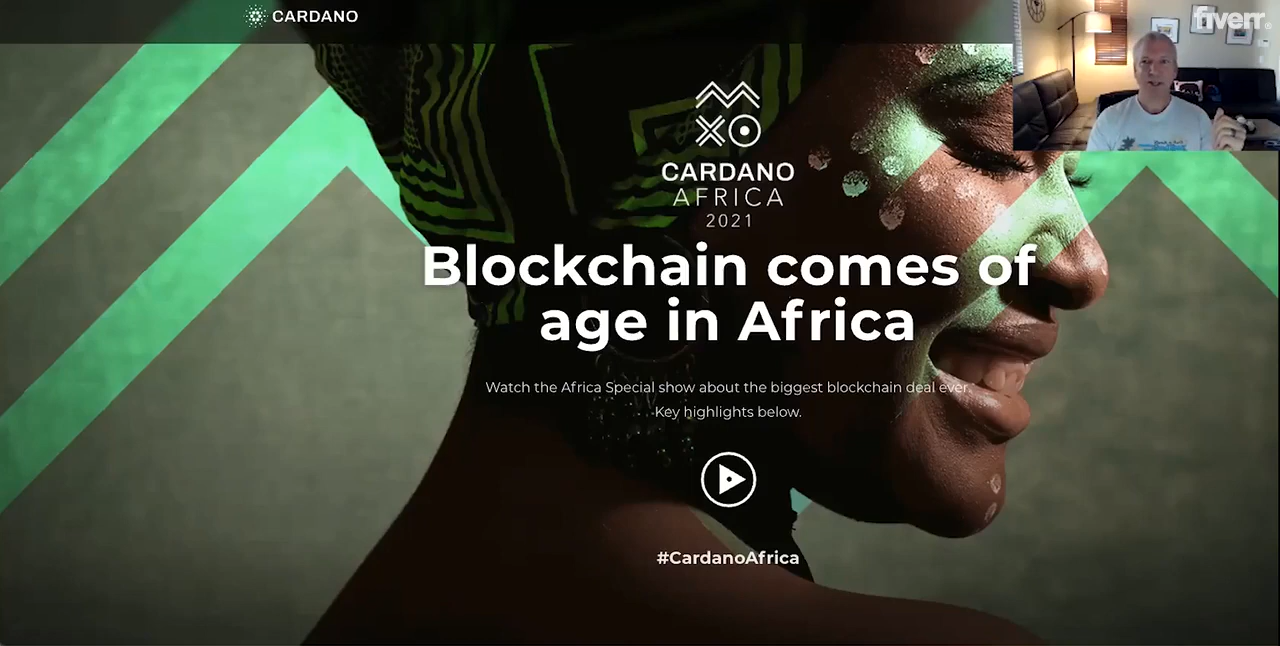 CARDANO
fiverr.
CARDANO
AFRICA
2021
Blockchain comes of
age in Africa
Watch the Africa Special show about the biggest blockchain deal ever.
Key highlights below.
#CardanoAfrica